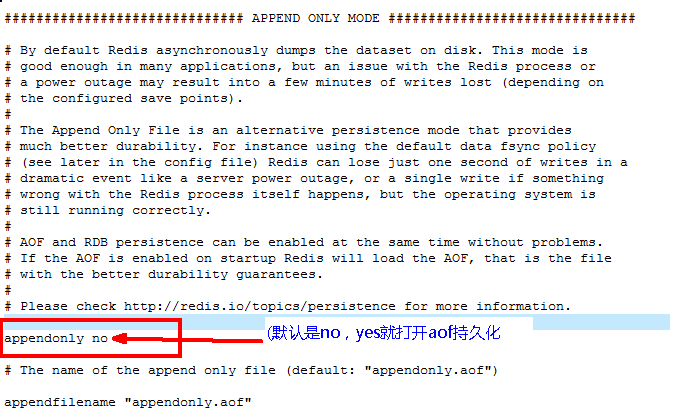 ############################## APPEND ONLY MODE ###############################
# By default Redis asynchronously dumps the dataset on disk. This mode is
# good enough in many applications, but an issue with the Redis process or
# a power outage may result into a few minutes of writes lost (depending on
# the configured save points).
#
# The Append Only File is an alternative persistence mode that provides
# much better durability. For instance using the default data fsync policy
# (see later in the config file) Redis can lose just one second of writes in a
# dramatic event like a server power outage, or a single write if something
# wrong with the Redis process itself happens, but the operating system is
# still running correctly.
#
# AOF and RDB persistence can be enabled at the same time without problems.
# If the AOF is enabled on startup Redis will load the AOF, that is the file
# with the better durability guarantees.
#
# Please check http://redis.io/topics/persistence for more information.
appendonly no (默认是no，yes就打开aof持久化
# The name of the append only file (default: "appendonly.aof")
appendfilename "appendonly.aof"